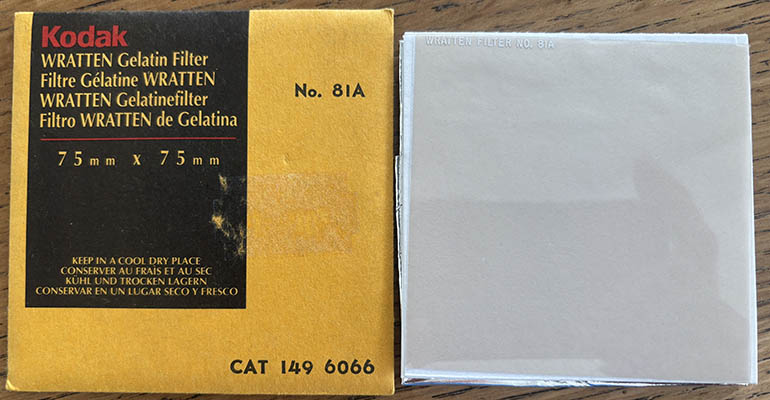 Kodak
WRATTEN Gelatin Filter
Filtre Gélatine WRATTEN
WRATTEN Gelatinefilter
Filtro WRATTEN de Gelatina
75mm x 75mm
KEEP IN A COOL DRY PLACE
CONSERVER AU FRAIS ET AU SEC
KÜHL UND TROCKEN LAGERN
CONSERVAR EN UN LUGAR SECO Y FRESCO
No. 81A
CAT 149 6066
WRATTEN FILTER NO. 81A